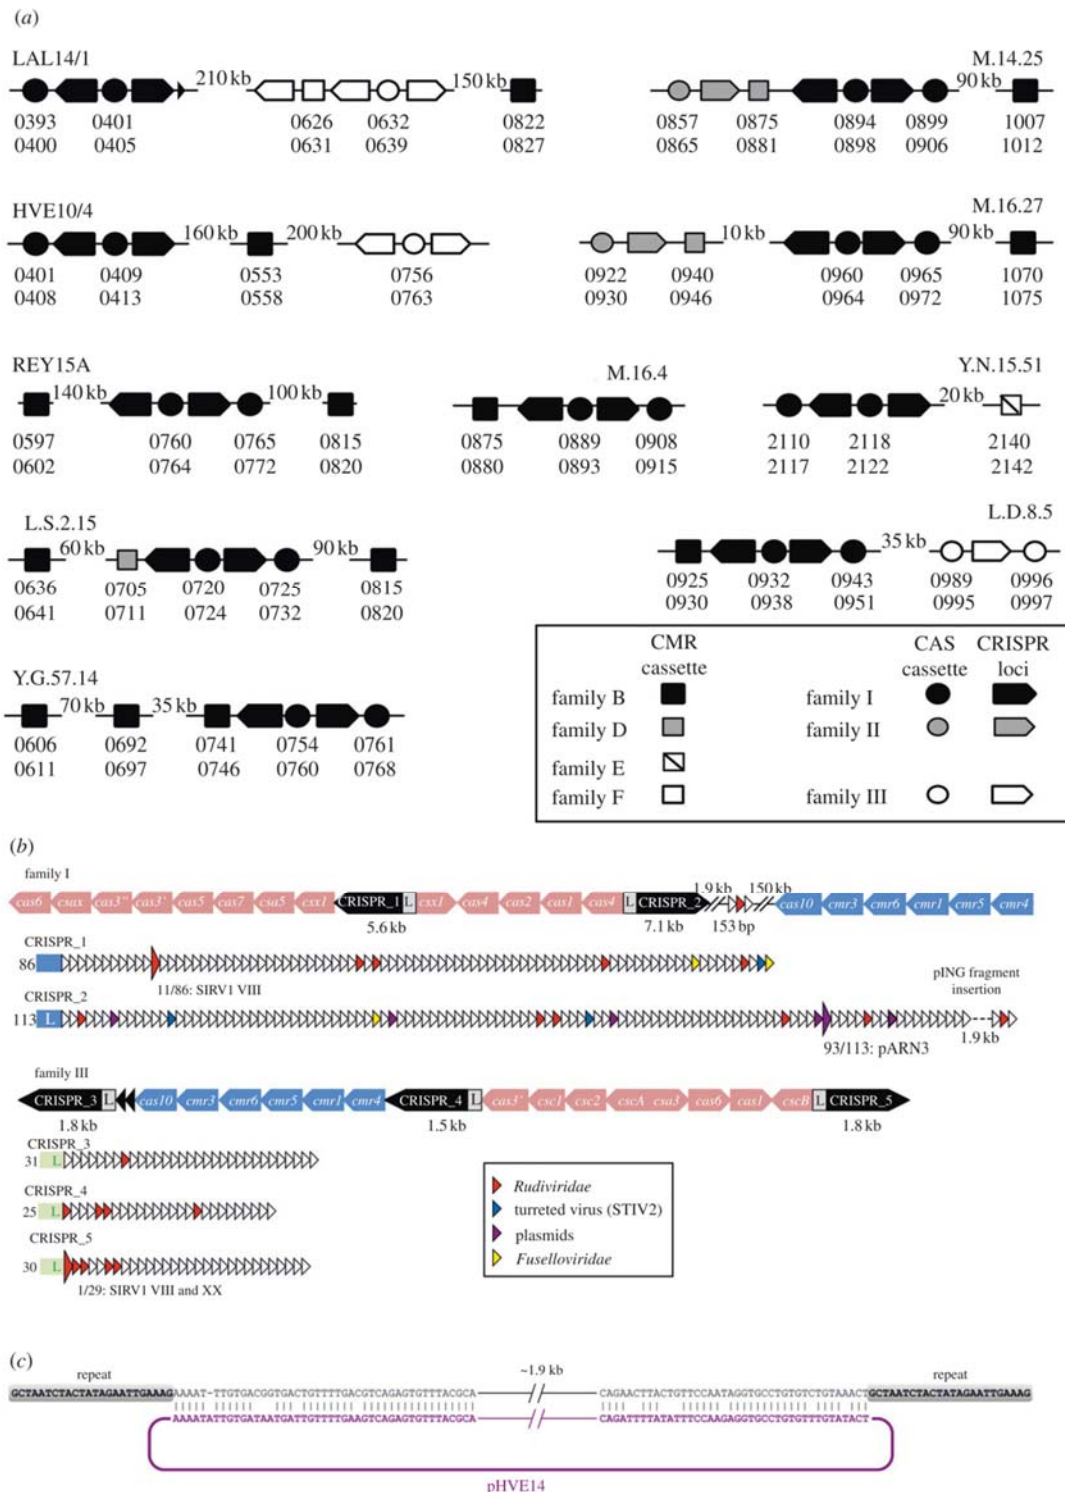 (a)
LAL14/1
210 kb
150 kb
0393 0401 0626 0632 0822
0400 0405 0631 0639 0827
M.14.25
90 kb
0857 0875 0894 0899 1007
0865 0881 0898 0906 1012
HVE10/4
160 kb
200 kb
0401 0409 0553 0756
0408 0413 0558 0763
M.16.27
10 kb
90 kb
0922 0940 0960 0965 1070
0930 0946 0964 0972 1075
REY15A
140 kb
100 kb
0597 0760 0765 0815
0602 0764 0772 0820
M.16.4
0875 0889 0908
0880 0893 0915
Y.N.15.51
20 kb
2110 2118 2140
2117 2122 2142
L.S.2.15
60 kb
90 kb
0636 0705 0720 0725 0815
0641 0711 0724 0732 0820
L.D.8.5
35 kb
0925 0932 0943 0989 0996
0930 0938 0951 0995 0997
Y.G.57.14
70 kb
35 kb
0606 0692 0741 0754 0761
0611 0697 0746 0760 0768
CMR cassette
CAS cassette
CRISPR loci
family B
family I
family D
family II
family E
family F
family III
(b)
family I
cas6 csax cas3" cas3' cas5 cas7 csa5 csx1 CRISPR_1 L csx1 cas4 cas2 cas1 cas4 L CRISPR_2 1.9 kb 150 kb cas10 cmr3 cmr6 cmr1 cmr5 cmr4
5.6 kb
7.1 kb
153 bp
CRISPR_1
86
11/86: SIRV1 VIII
CRISPR_2
113 L
pING fragment
insertion
1.9 kb
93/113: pARN3
family III
CRISPR_3 L cas10 cmr3 cmr6 cmr5 cmr1 cmr4 CRISPR_4 L cas3' csc1 csc2 cscA csa3 cas6 cas1 cscB L CRISPR_5
1.8 kb
1.5 kb
1.8 kb
CRISPR_3
31 L
CRISPR_4
25 L
CRISPR_5
30 L
1/29: SIRV1 VIII and XX
Rudiviridae
turreted virus (STIV2)
plasmids
Fuselloviridae
(c)
repeat
~1.9 kb
repeat
GCTAATCTACTATAGAATTGAAAGAAAAT-TTGTGACGGTGACTGTTTTGACGTCAGAGTGTTTACGCA CAGAACTTACTGTTCCAATAGGTGCCTGTGTCTGTAAACTGCTAATCTACTATAGAATTGAAAG
AAAATATTGTGATAATGATTGTTTTGAAGTCAGAGTGTTTACGCA CAGATTTTATATTTCCAAGAGGTGCCTGTGTTTGTATACT
pHVE14